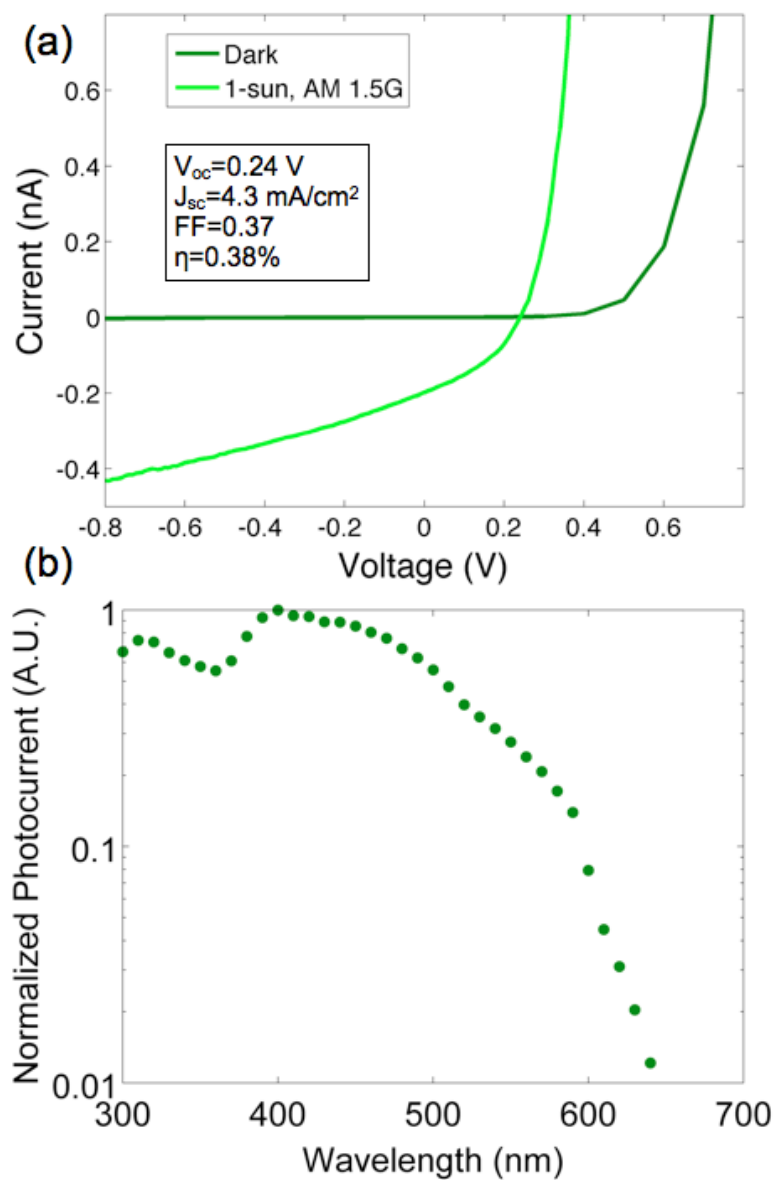 (a)
Dark
1-sun, AM 1.5G
V_oc=0.24 V
J_sc=4.3 mA/cm²
FF=0.37
η=0.38%
Current (nA)
0.6
0.4
0.2
0
-0.2
-0.4
-0.8 -0.6 -0.4 -0.2 0 0.2 0.4 0.6
Voltage (V)
(b)
Normalized Photocurrent (A.U.)
1
0.1
0.01
300 400 500 600 700
Wavelength (nm)